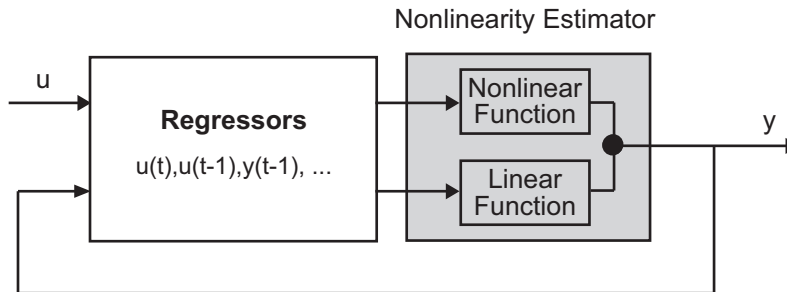 Nonlinearity Estimator
u
Regressors
u(t),u(t-1),y(t-1), ...
Nonlinear
Function
Linear
Function
y